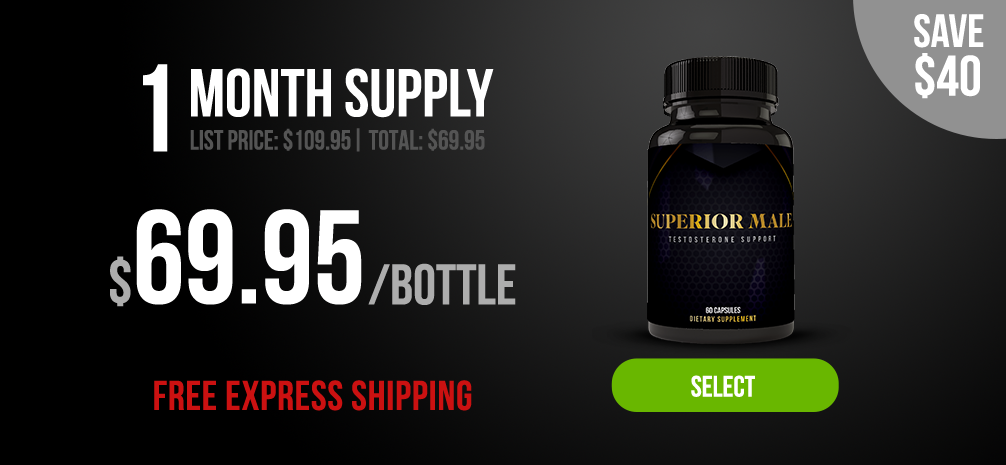 1 MONTH SUPPLY
LIST PRICE: $109.95 | TOTAL: $69.95
$69.95/BOTTLE
FREE EXPRESS SHIPPING
SAVE
$40
SUPERIOR MALE
TESTOSTERONE SUPPORT
60 CAPSULES
DIETARY SUPPLEMENT
SELECT